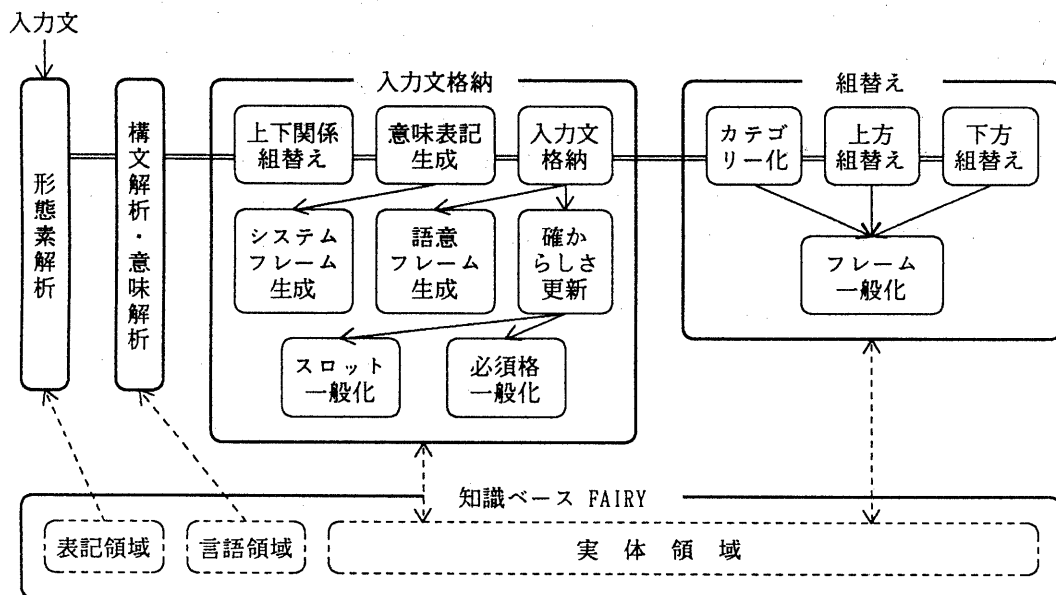 入力文
入力文格納
組替え
形態素解析
構文解析・意味解析
上下関係
組替え
意味表記
生成
入力文
格納
カテゴ
リー化
上方
組替え
下方
組替え
システム
フレーム
生成
語意
フレーム
生成
確か
らしさ
更新
フレーム
一般化
スロット
一般化
必須格
一般化
知識ベース FAIRY
表記領域
言語領域
実体領域